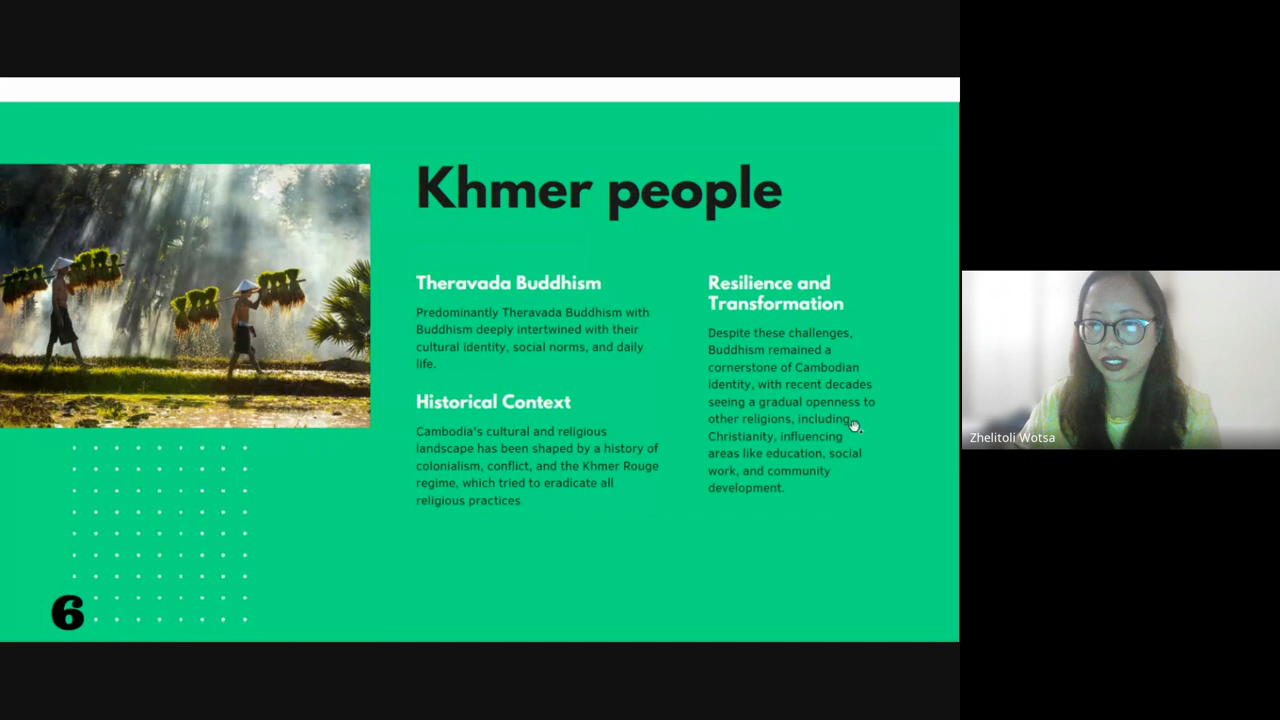 Khmer people
Theravada Buddhism
Predominantly Theravada Buddhism with
Buddhism deeply intertwined with their
cultural identity, social norms, and daily
life.
Historical Context
Cambodia's cultural and religious
landscape has been shaped by a history of
colonialism, conflict, and the Khmer Rouge
regime, which tried to eradicate all
religious practices
Resilience and
Transformation
Despite these challenges,
Buddhism remained a
cornerstone of Cambodian
identity, with recent decades
seeing a gradual openness to
other religions, including
Christianity, influencing
areas like education, social
work, and community
development.
6
Zhelitoli Wotsa